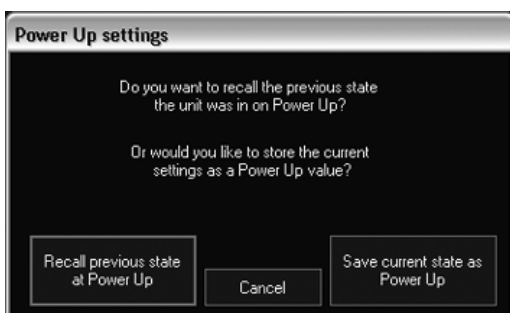 Power Up settings
Do you want to recall the previous state
the unit was in on Power Up?
Or would you like to store the current
settings as a Power Up value?
Recall previous state
at Power Up
Cancel
Save current state as
Power Up